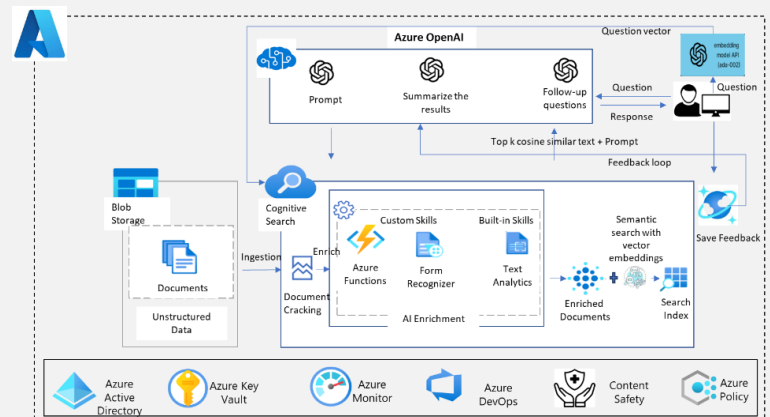 Azure OpenAI
Question vector
embedding
model API
(ada-002)
Prompt
Summarize the
results
Follow-up
questions
Question
Response
Question
Top k cosine similar text + Prompt
Feedback loop
Blob
Storage
Documents
Unstructured
Data
Ingestion
Cognitive
Search
Document
Cracking
Enrich
Custom Skills
Built-in Skills
Azure
Functions
Form
Recognizer
Text
Analytics
AI Enrichment
Semantic
search with
vector
embeddings
Enriched
Documents
Search
Index
Save Feedback
Azure
Active
Directory
Azure Key
Vault
Azure
Monitor
Azure
DevOps
Content
Safety
Azure
Policy